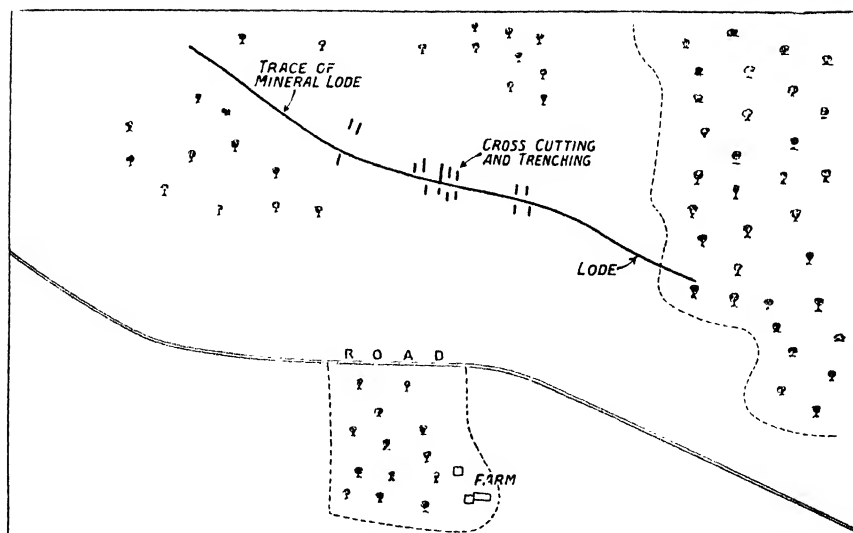 TRACE OF
MINERAL LODE
CROSS CUTTING
AND TRENCHING
LODE
ROAD
FARM